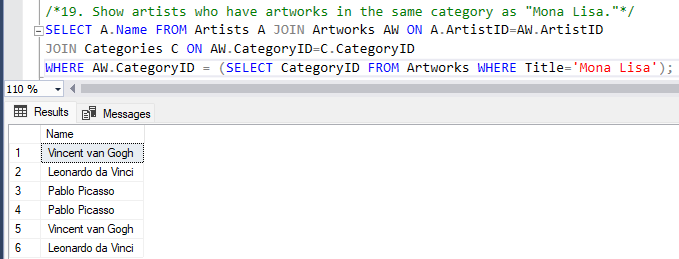 /*19. Show artists who have artworks in the same category as "Mona Lisa."*/
SELECT A.Name FROM Artists A JOIN Artworks AW ON A.ArtistID=AW.ArtistID
JOIN Categories C ON AW.CategoryID=C.CategoryID
WHERE AW.CategoryID = (SELECT CategoryID FROM Artworks WHERE Title='Mona Lisa');
110 %
Results Messages
Name
1 Vincent van Gogh
2 Leonardo da Vinci
3 Pablo Picasso
4 Pablo Picasso
5 Vincent van Gogh
6 Leonardo da Vinci